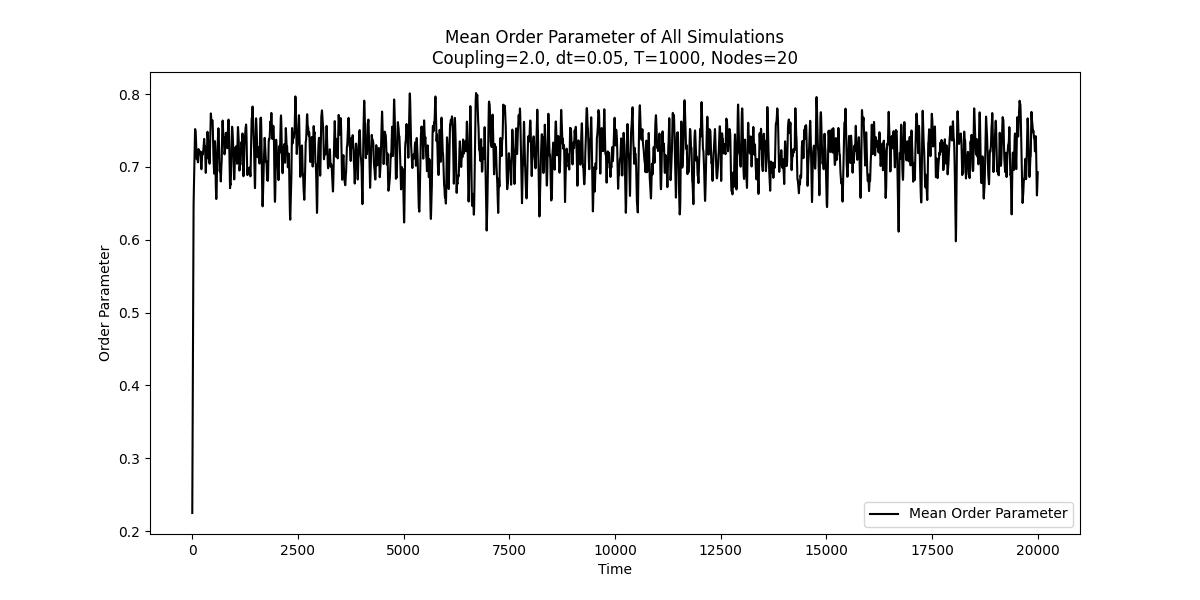 Mean Order Parameter of All Simulations
Coupling=2.0, dt=0.05, T=1000, Nodes=20
Order Parameter
0.8
0.7
0.6
0.5
0.4
0.3
0.2
Mean Order Parameter
0 2500 5000 7500 10000 12500 15000 17500 20000
Time